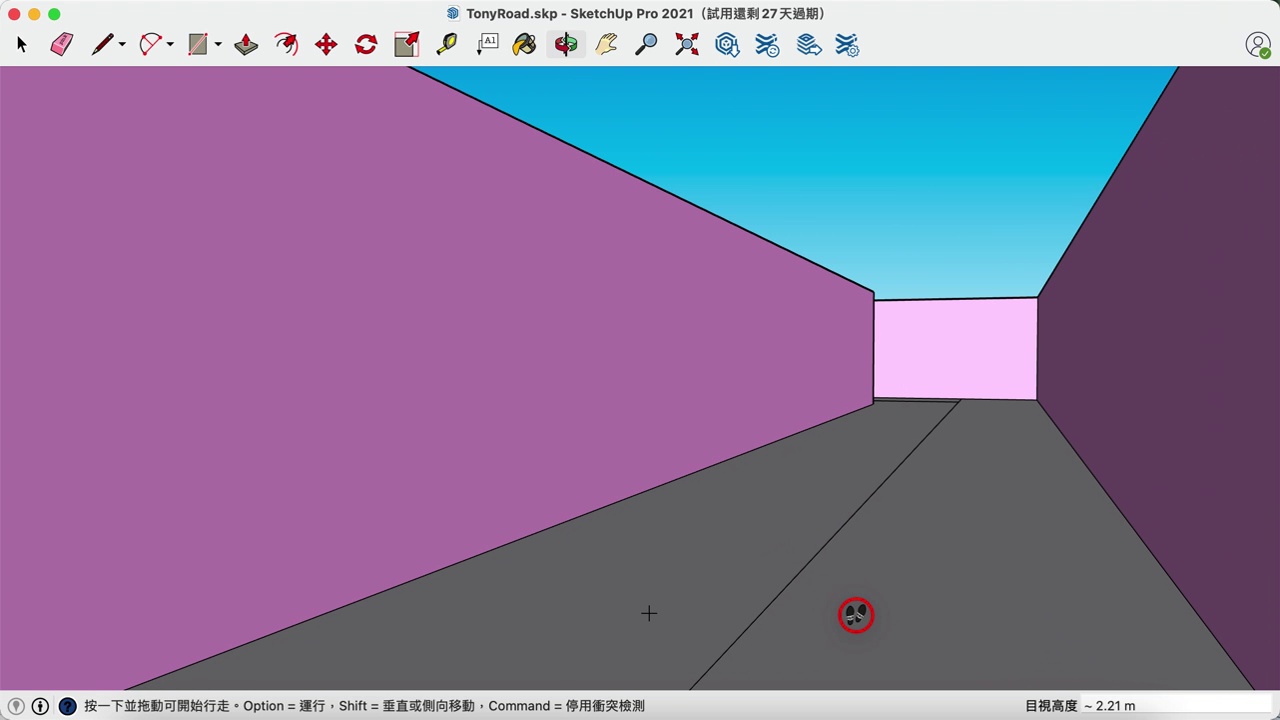 TonyRoad.skp - SketchUp Pro 2021（試用還剩 27 天過期）
A1
按一下並拖動可開始行走。Option = 運行，Shift = 垂直或側向移動，Command = 停用衝突檢測
目視高度 ~ 2.21 m